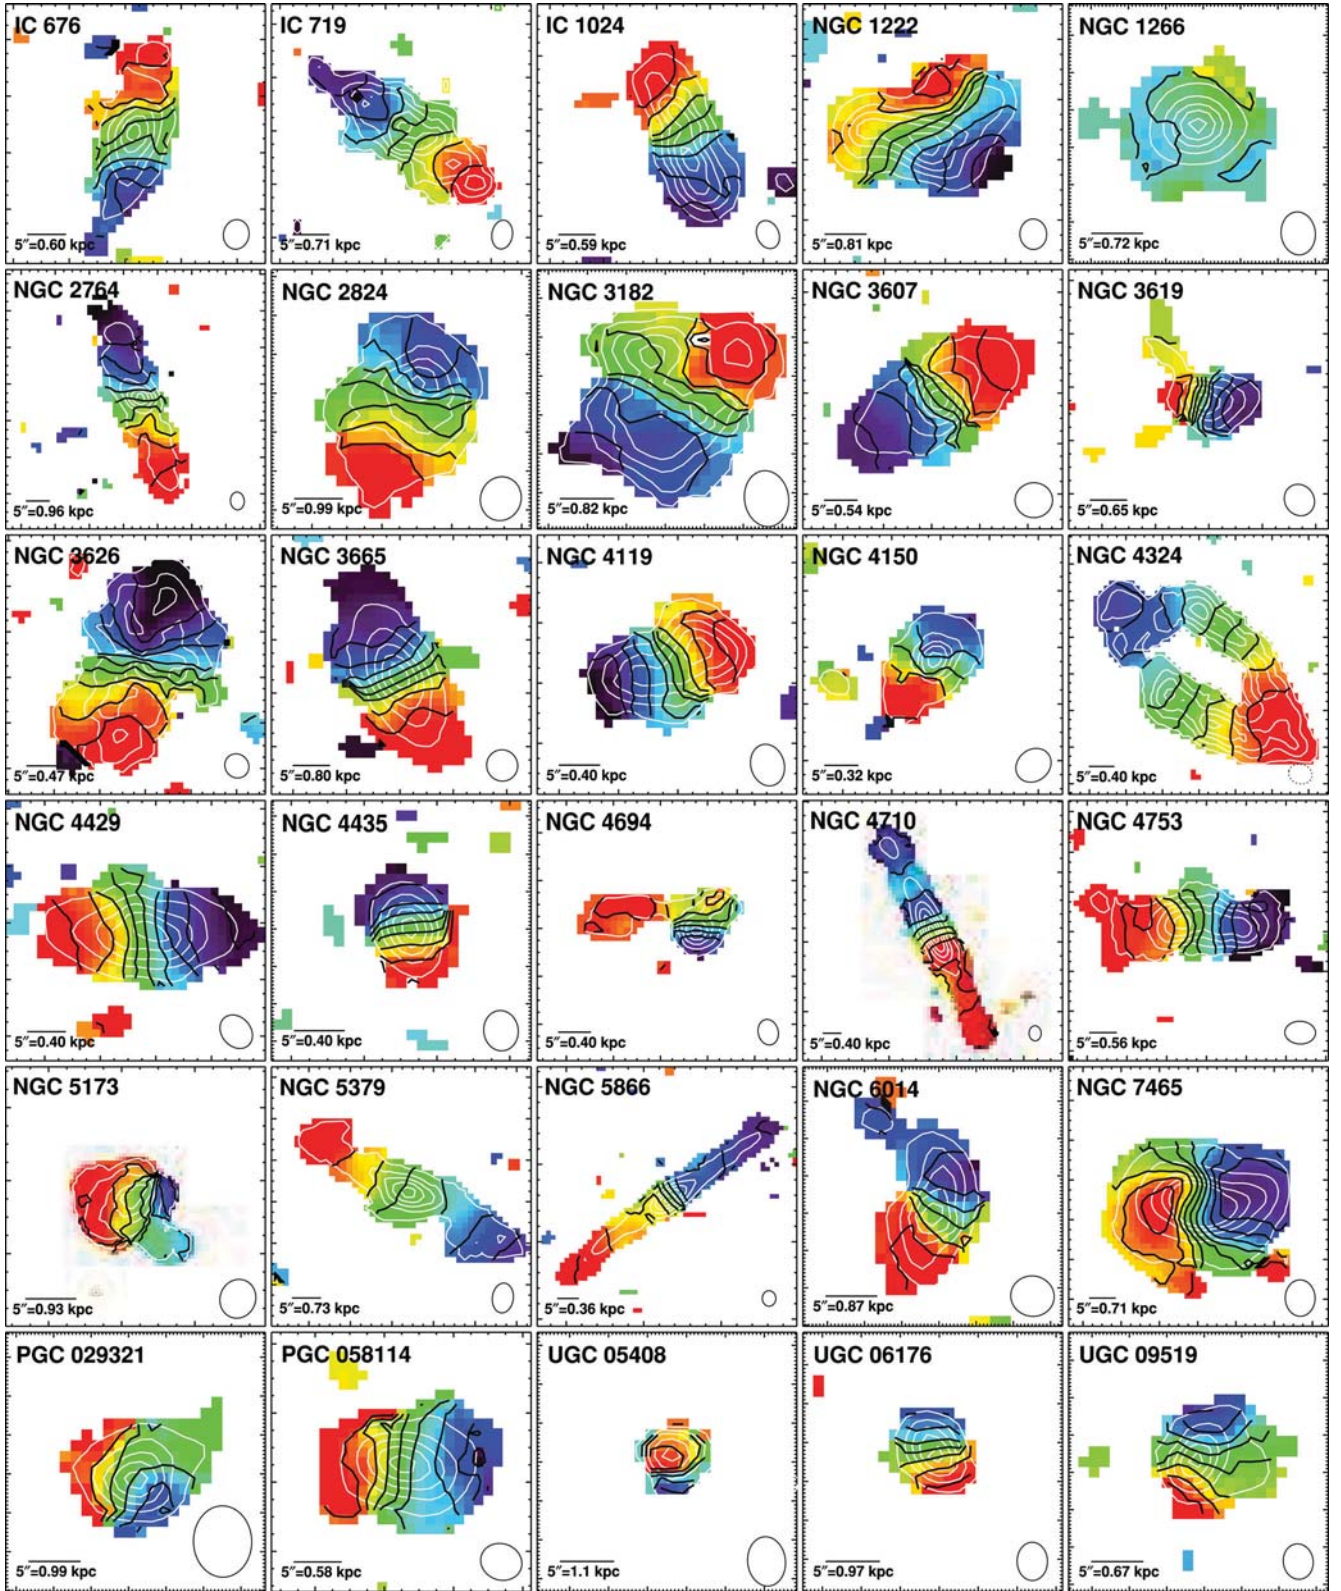 IC 676
5″=0.60 kpc
IC 719
5″=0.71 kpc
IC 1024
5″=0.59 kpc
NGC 1222
5″=0.81 kpc
NGC 1266
5″=0.72 kpc
NGC 2764
5″=0.96 kpc
NGC 2824
5″=0.99 kpc
NGC 3182
5″=0.82 kpc
NGC 3607
5″=0.54 kpc
NGC 3619
5″=0.65 kpc
NGC 3626
5″=0.47 kpc
NGC 3665
5″=0.80 kpc
NGC 4119
5″=0.40 kpc
NGC 4150
5″=0.32 kpc
NGC 4324
5″=0.40 kpc
NGC 4429
5″=0.40 kpc
NGC 4435
5″=0.40 kpc
NGC 4694
5″=0.40 kpc
NGC 4710
5″=0.40 kpc
NGC 4753
5″=0.56 kpc
NGC 5173
5″=0.93 kpc
NGC 5379
5″=0.73 kpc
NGC 5866
5″=0.36 kpc
NGC 6014
5″=0.87 kpc
NGC 7465
5″=0.71 kpc
PGC 029321
5″=0.99 kpc
PGC 058114
5″=0.58 kpc
UGC 05408
5″=1.1 kpc
UGC 06176
5″=0.97 kpc
UGC 09519
5″=0.67 kpc